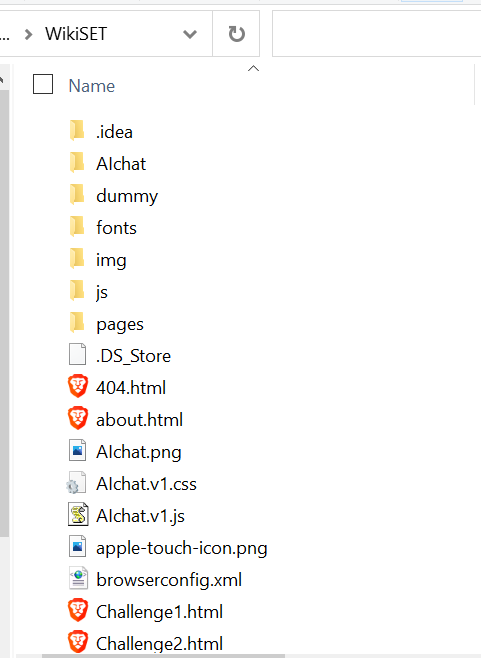 ... > WikiSET
Name
.idea
AIchat
dummy
fonts
img
js
pages
.DS_Store
404.html
about.html
AIchat.png
AIchat.v1.css
AIchat.v1.js
apple-touch-icon.png
browserconfig.xml
Challenge1.html
Challenge2.html